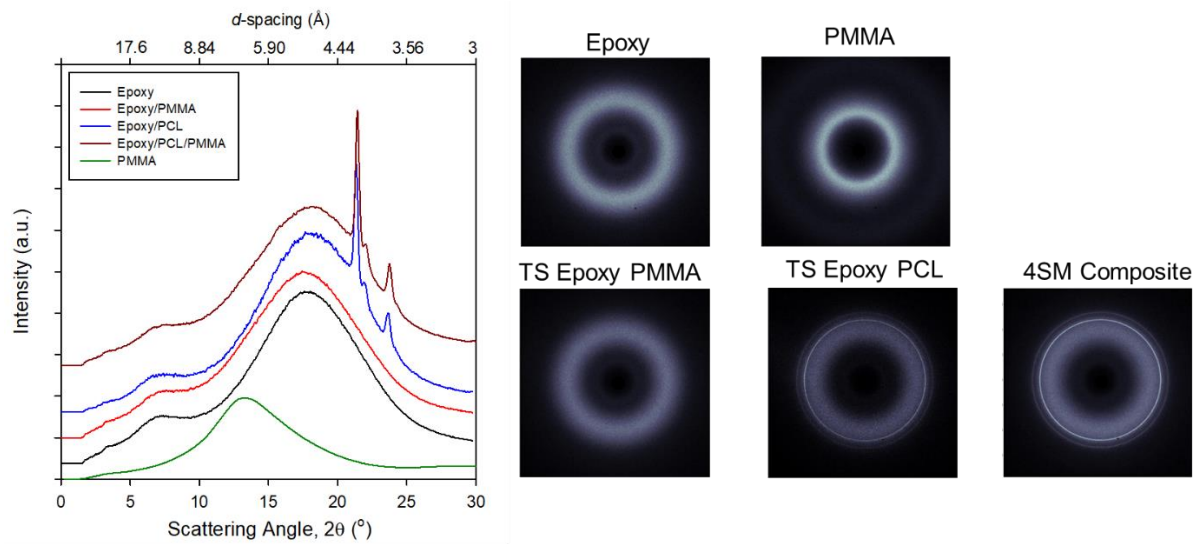 d-spacing (Å)
17.6 8.84 5.90 4.44 3.56 3
Epoxy
Epoxy/PMMA
Epoxy/PCL
Epoxy/PCL/PMMA
PMMA
Intensity (a.u.)
0 5 10 15 20 25 30
Scattering Angle, 2θ (°)
Epoxy
PMMA
TS Epoxy PMMA
TS Epoxy PCL
4SM Composite